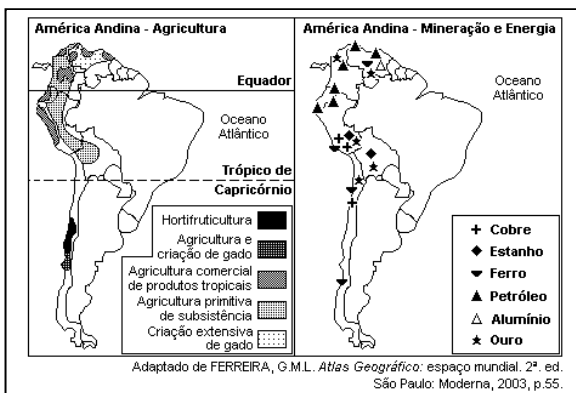 América Andina - Agricultura
Equador
Oceano
Atlântico
Trópico de
Capricórnio
Hortifruticultura
Agricultura e
criação de gado
Agricultura comercial
de produtos tropicais
Agricultura primitiva
de subsistência
Criação extensiva
de gado
América Andina - Mineração e Energia
Oceano
Atlântico
Cobre
Estanho
Ferro
Petróleo
Alumínio
Ouro
Adaptado de FERREIRA, G.M.L. Atlas Geográfico: espaço mundial. 2ª. ed.
São Paulo: Moderna, 2003, p.55.